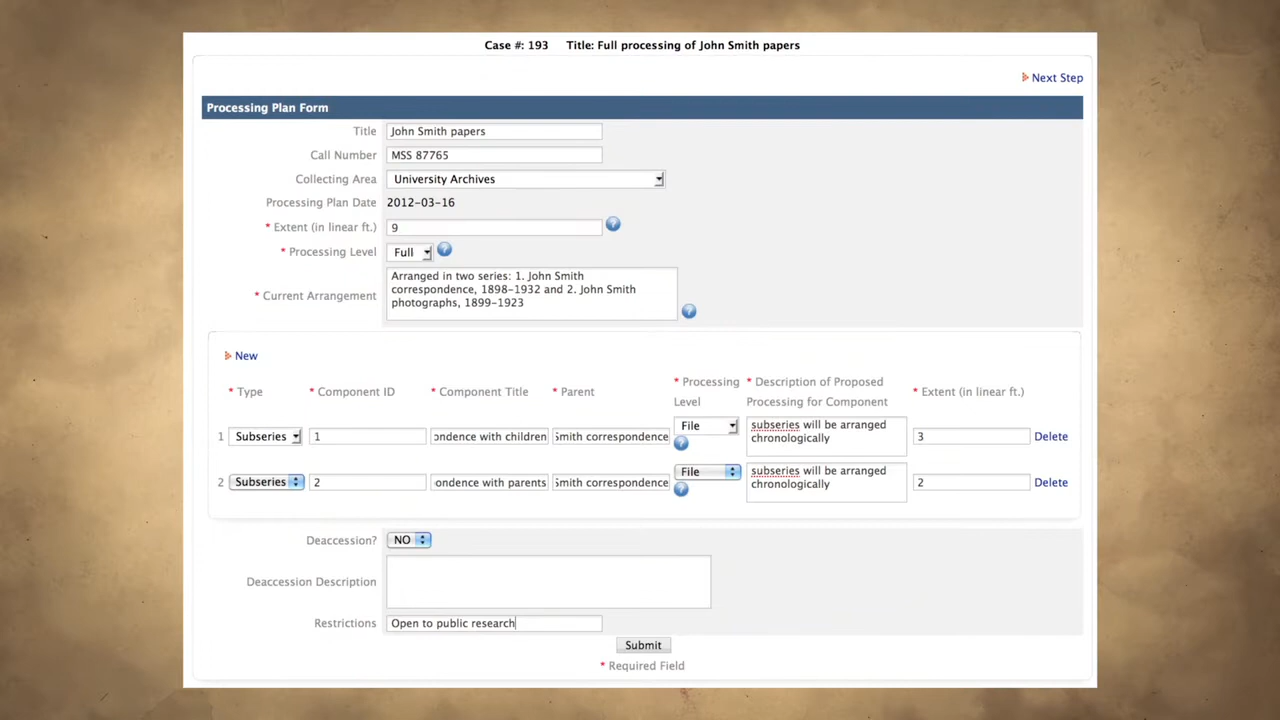 Case #: 193 Title: Full processing of John Smith papers
Next Step
Processing Plan Form
Title John Smith papers
Call Number MSS 87765
Collecting Area University Archives
Processing Plan Date 2012-03-16
* Extent (in linear ft.) 9 ?
* Processing Level Full ?
* Current Arrangement Arranged in two series: 1. John Smith
correspondence, 1898-1932 and 2. John Smith
photographs, 1899-1923
?
New
* Type * Component ID * Component Title * Parent * Processing Level * Description of Proposed Processing for Component * Extent (in linear ft.)
1 Subseries 1 ondence with children Smith correspondence File ? subseries will be arranged chronologically 3 Delete
2 Subseries 2 ondence with parents Smith correspondence File ? subseries will be arranged chronologically 2 Delete
Deaccession? NO
Deaccession Description
Restrictions Open to public research
Submit
* Required Field